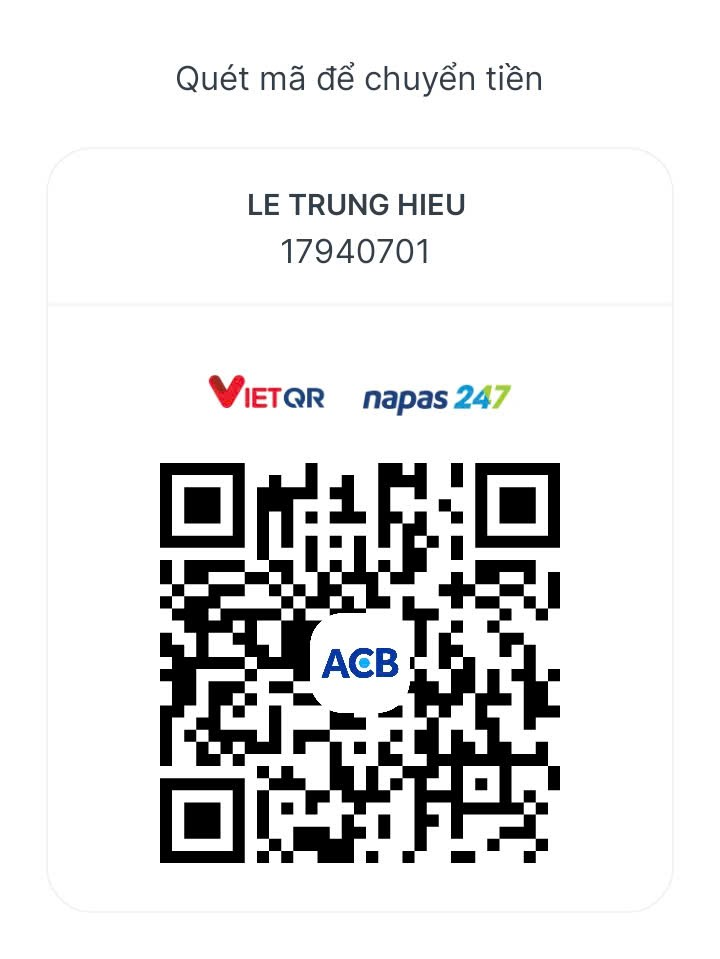 Quét mã để chuyển tiền
LE TRUNG HIEU
17940701
VIETQR napas 247
ACB